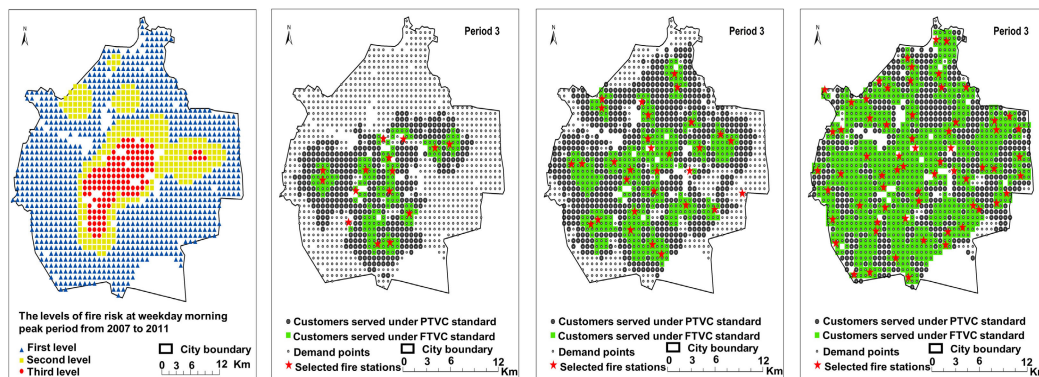 N
The levels of fire risk at weekday morning
peak period from 2007 to 2011
First level
Second level
Third level
City boundary
0 3 6 12
Km
N
Period 3
Customers served under PTVC standard
Customers served under FTVC standard
Demand points
City boundary
Selected fire stations
0 3 6 12
Km
N
Period 3
Customers served under PTVC standard
Customers served under FTVC standard
Demand points
City boundary
Selected fire stations
0 3 6 12
Km
N
Period 3
Customers served under PTVC standard
Customers served under FTVC standard
Demand points
City boundary
Selected fire stations
0 3 6 12
Km